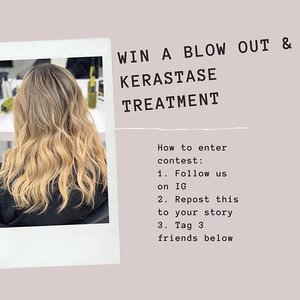 WIN A BLOW OUT &
KERASTASE
TREATMENT
How to enter
contest:
1. Follow us
on IG
2. Repost this
to your story
3. Tag 3
friends below